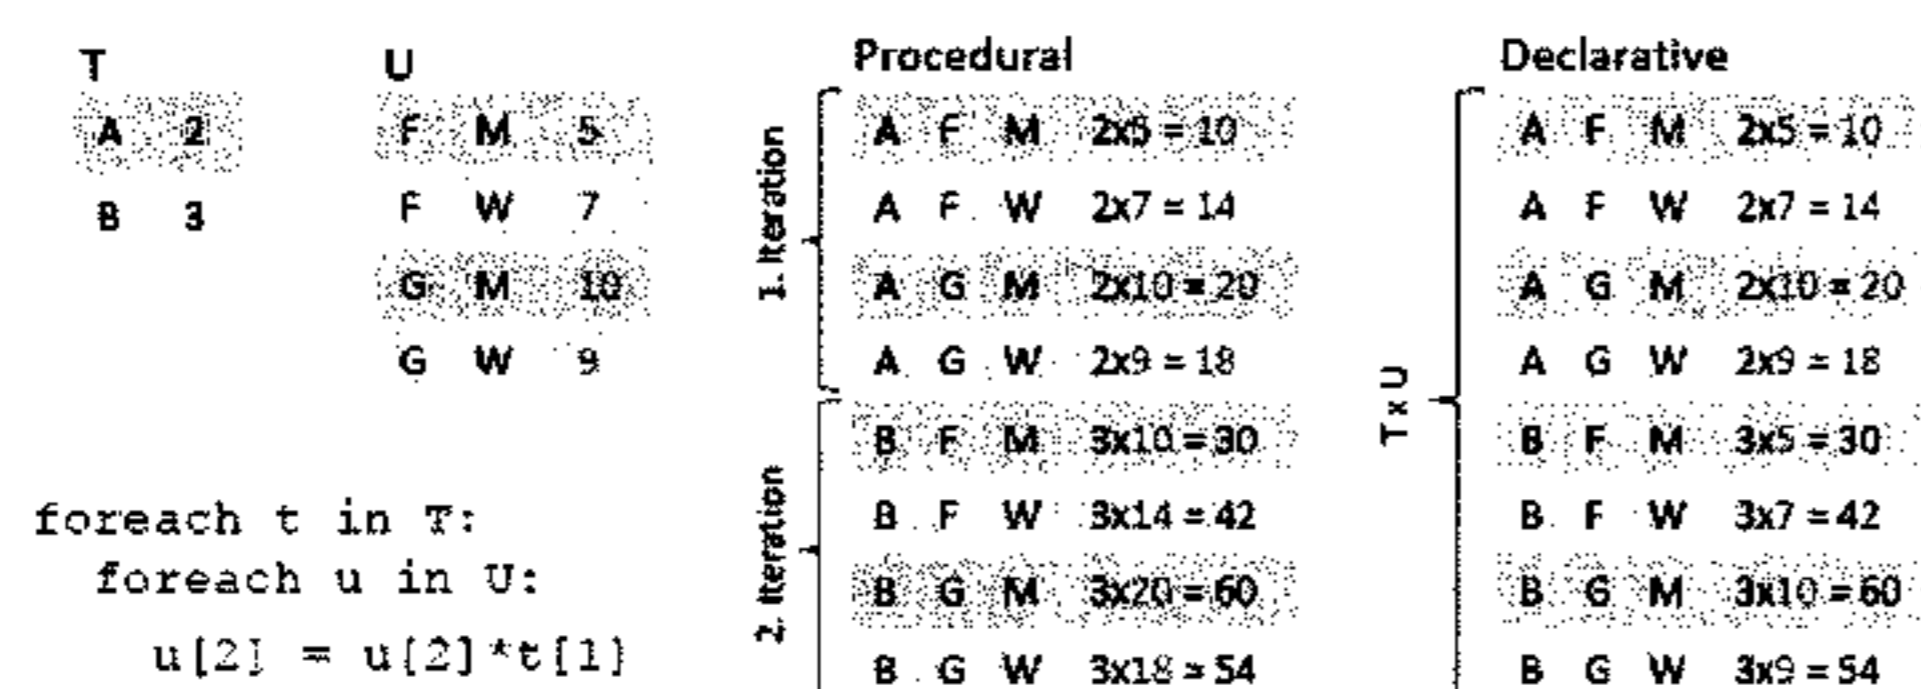 T
A 2
B 3
U
F M 5
F W 7
G M 10
G W 9
foreach t in T:
foreach u in U:
u[2] = u[2]*t[1]
Procedural
1. Iteration
A F M 2x5 = 10
A F W 2x7 = 14
A G M 2x10 = 20
A G W 2x9 = 18
2. Iteration
B F M 3x10 = 30
B F W 3x14 = 42
B G M 3x20 = 60
B G W 3x18 = 54
Declarative
T x U
A F M 2x5 = 10
A F W 2x7 = 14
A G M 2x10 = 20
A G W 2x9 = 18
B F M 3x5 = 30
B F W 3x7 = 42
B G M 3x10 = 60
B G W 3x9 = 54